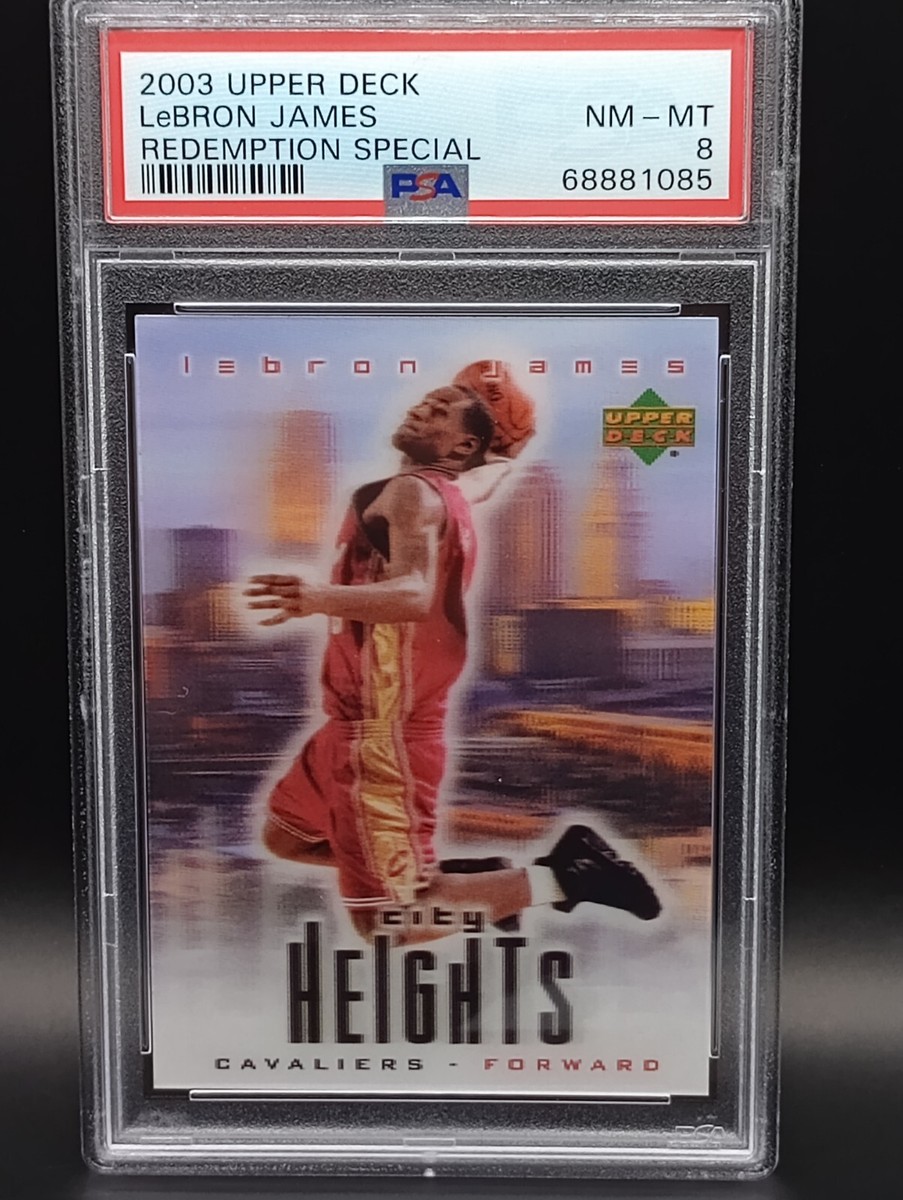 2003 UPPER DECK
LeBRON JAMES NM - MT
REDEMPTION SPECIAL 8
PSA 68881085
lebron james
UPPER
DECK
®
city
HEIGHTS
CAVALIERS - FORWARD
PSA